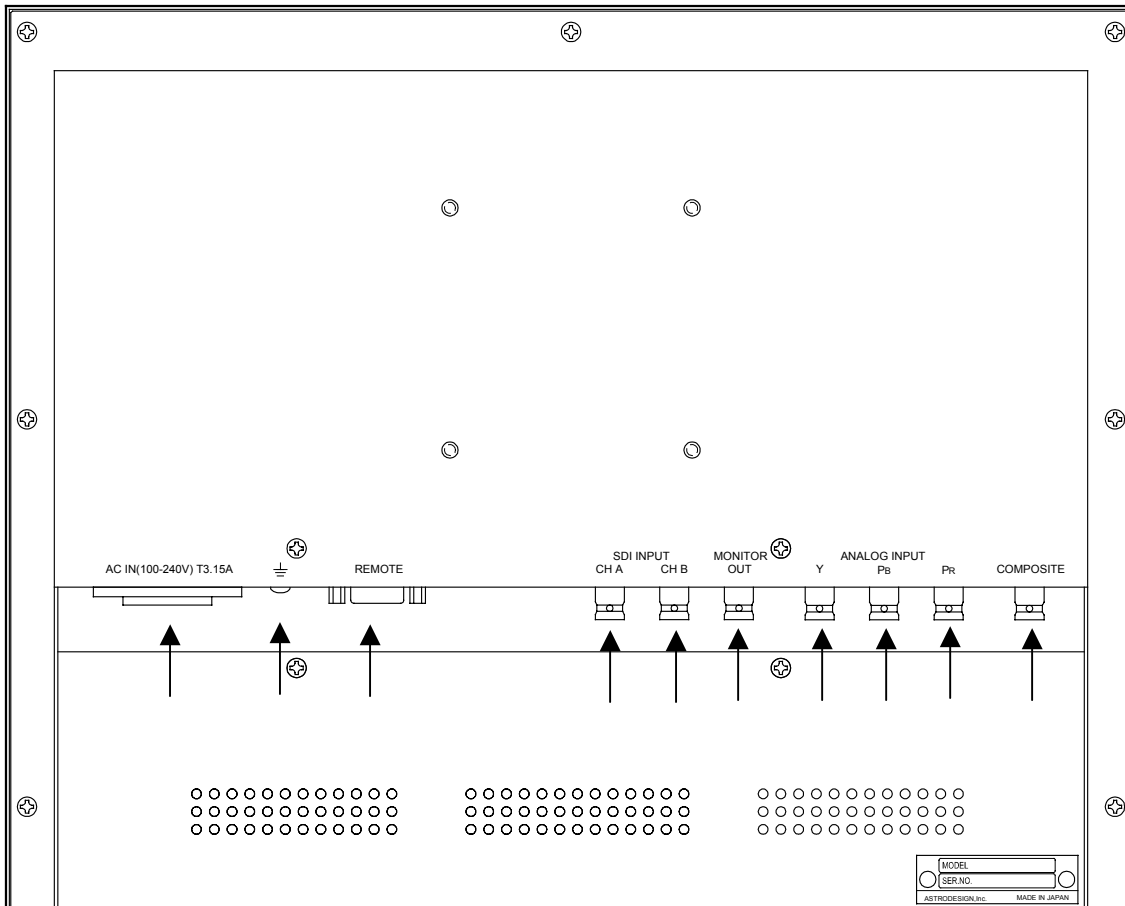 AC IN(100-240V) T3.15A
REMOTE
SDI INPUT
CH A CH B
MONITOR
OUT
ANALOG INPUT
Y PB PR
COMPOSITE
MODEL
SER.NO.
ASTRODESIGN,Inc. MADE IN JAPAN